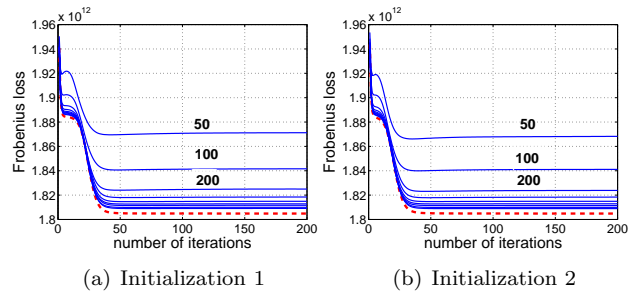 x 10^12
1.96
1.94
1.92
1.9
1.88
1.86
1.84
1.82
1.8
Frobenius loss
50
100
200
0 50 100 150 200
number of iterations
(a) Initialization 1
x 10^12
1.96
1.94
1.92
1.9
1.88
1.86
1.84
1.82
1.8
Frobenius loss
50
100
200
0 50 100 150 200
number of iterations
(b) Initialization 2